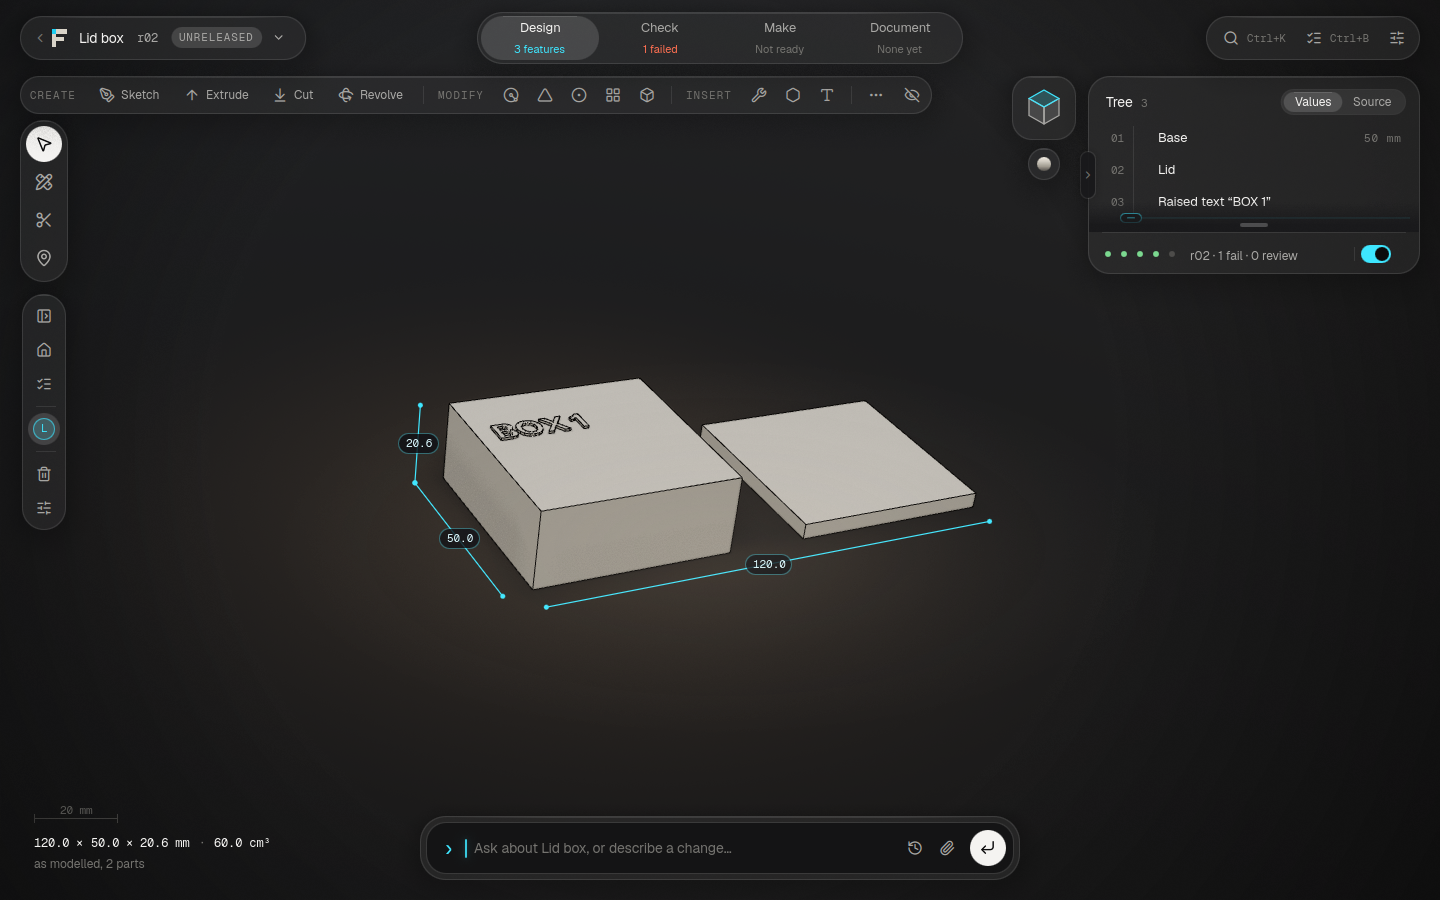 Lid box r02 UNRELEASED
Design
3 features
Check
1 failed
Make
Not ready
Document
None yet
Ctrl+K Ctrl+B
CREATE Sketch Extrude Cut Revolve MODIFY INSERT
Tree 3 Values Source
01 Base 50 mm
02 Lid
03 Raised text “BOX 1”
r02 · 1 fail · 0 review
L
BOX 1
20.6
50.0
120.0
20 mm
120.0 × 50.0 × 20.6 mm · 60.0 cm³
as modelled, 2 parts
Ask about Lid box, or describe a change…